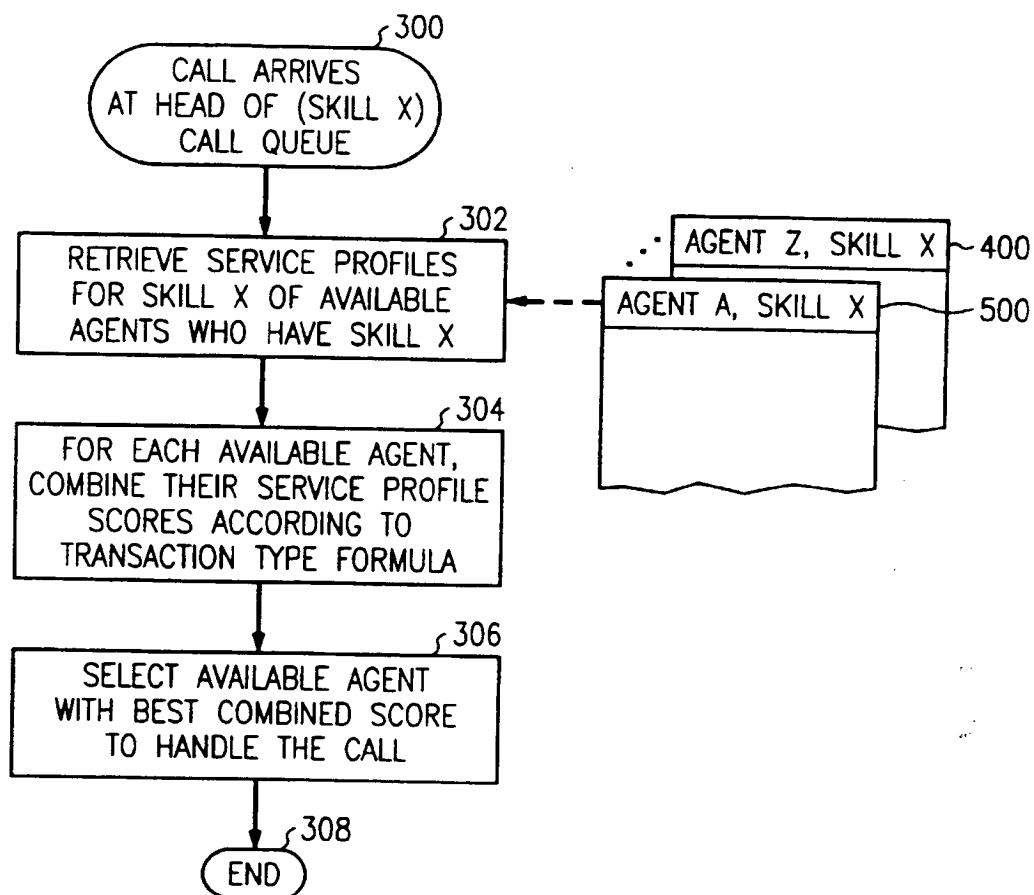 300
CALL ARRIVES
AT HEAD OF (SKILL X)
CALL QUEUE
302
RETRIEVE SERVICE PROFILES
FOR SKILL X OF AVAILABLE
AGENTS WHO HAVE SKILL X
AGENT Z, SKILL X
400
AGENT A, SKILL X
500
304
FOR EACH AVAILABLE AGENT,
COMBINE THEIR SERVICE PROFILE
SCORES ACCORDING TO
TRANSACTION TYPE FORMULA
306
SELECT AVAILABLE AGENT
WITH BEST COMBINED SCORE
TO HANDLE THE CALL
308
END